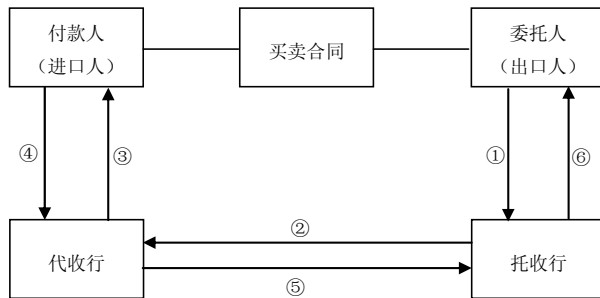 付款人
（进口人）
买卖合同
委托人
（出口人）
④
③
①
⑥
②
代收行
托收行
⑤